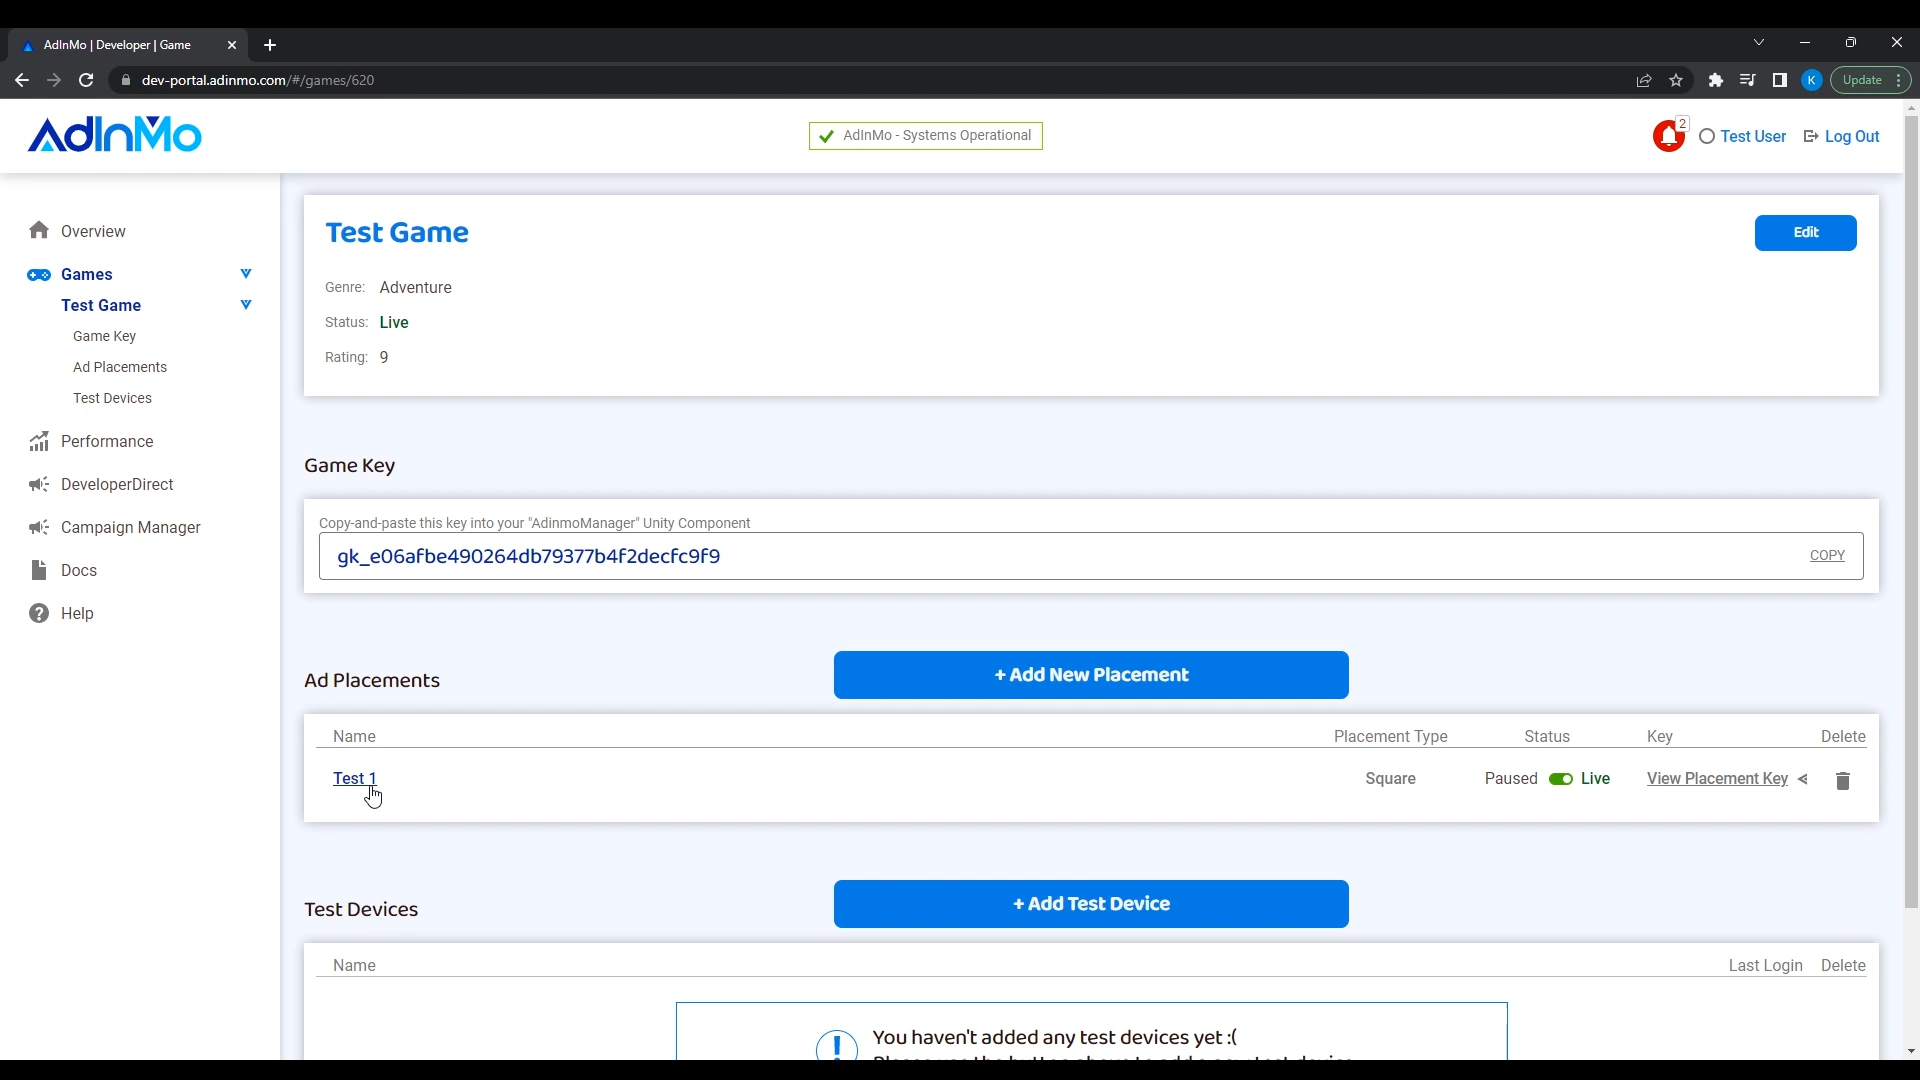 AdInMo | Developer | Game
dev-portal.adinmo.com/#/games/620
K
Update
AdInMo
AdInMo - Systems Operational
2
Test User
Log Out
Overview
Games
Test Game
Game Key
Ad Placements
Test Devices
Performance
DeveloperDirect
Campaign Manager
Docs
Help
Test Game
Edit
Genre: Adventure
Status: Live
Rating: 9
Game Key
Copy-and-paste this key into your "AdinmoManager" Unity Component
gk_e06afbe490264db79377b4f2decfc9f9
COPY
Ad Placements
+ Add New Placement
Name Placement Type Status Key Delete
Test 1 Square Paused Live View Placement Key
Test Devices
+ Add Test Device
Name Last Login Delete
You haven't added any test devices yet :(